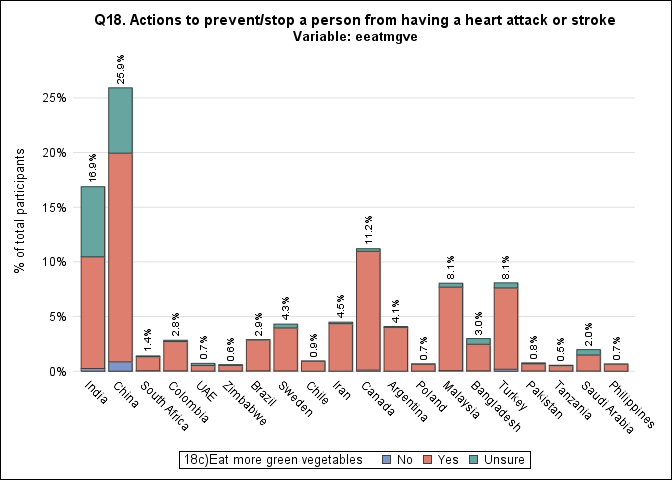 Q18. Actions to prevent/stop a person from having a heart attack or stroke
Variable: eeatmgve
% of total participants
25%
20%
15%
10%
5%
0%
16.9%
25.9%
1.4%
2.8%
0.7%
0.6%
2.9%
4.3%
0.9%
4.5%
11.2%
4.1%
0.7%
8.1%
3.0%
8.1%
0.8%
0.5%
2.0%
0.7%
India
China
South Africa
Colombia
UAE
Zimbabwe
Brazil
Sweden
Chile
Iran
Canada
Argentina
Poland
Malaysia
Bangladesh
Turkey
Pakistan
Tanzania
Saudi Arabia
Philippines
18c)Eat more green vegetables No Yes Unsure